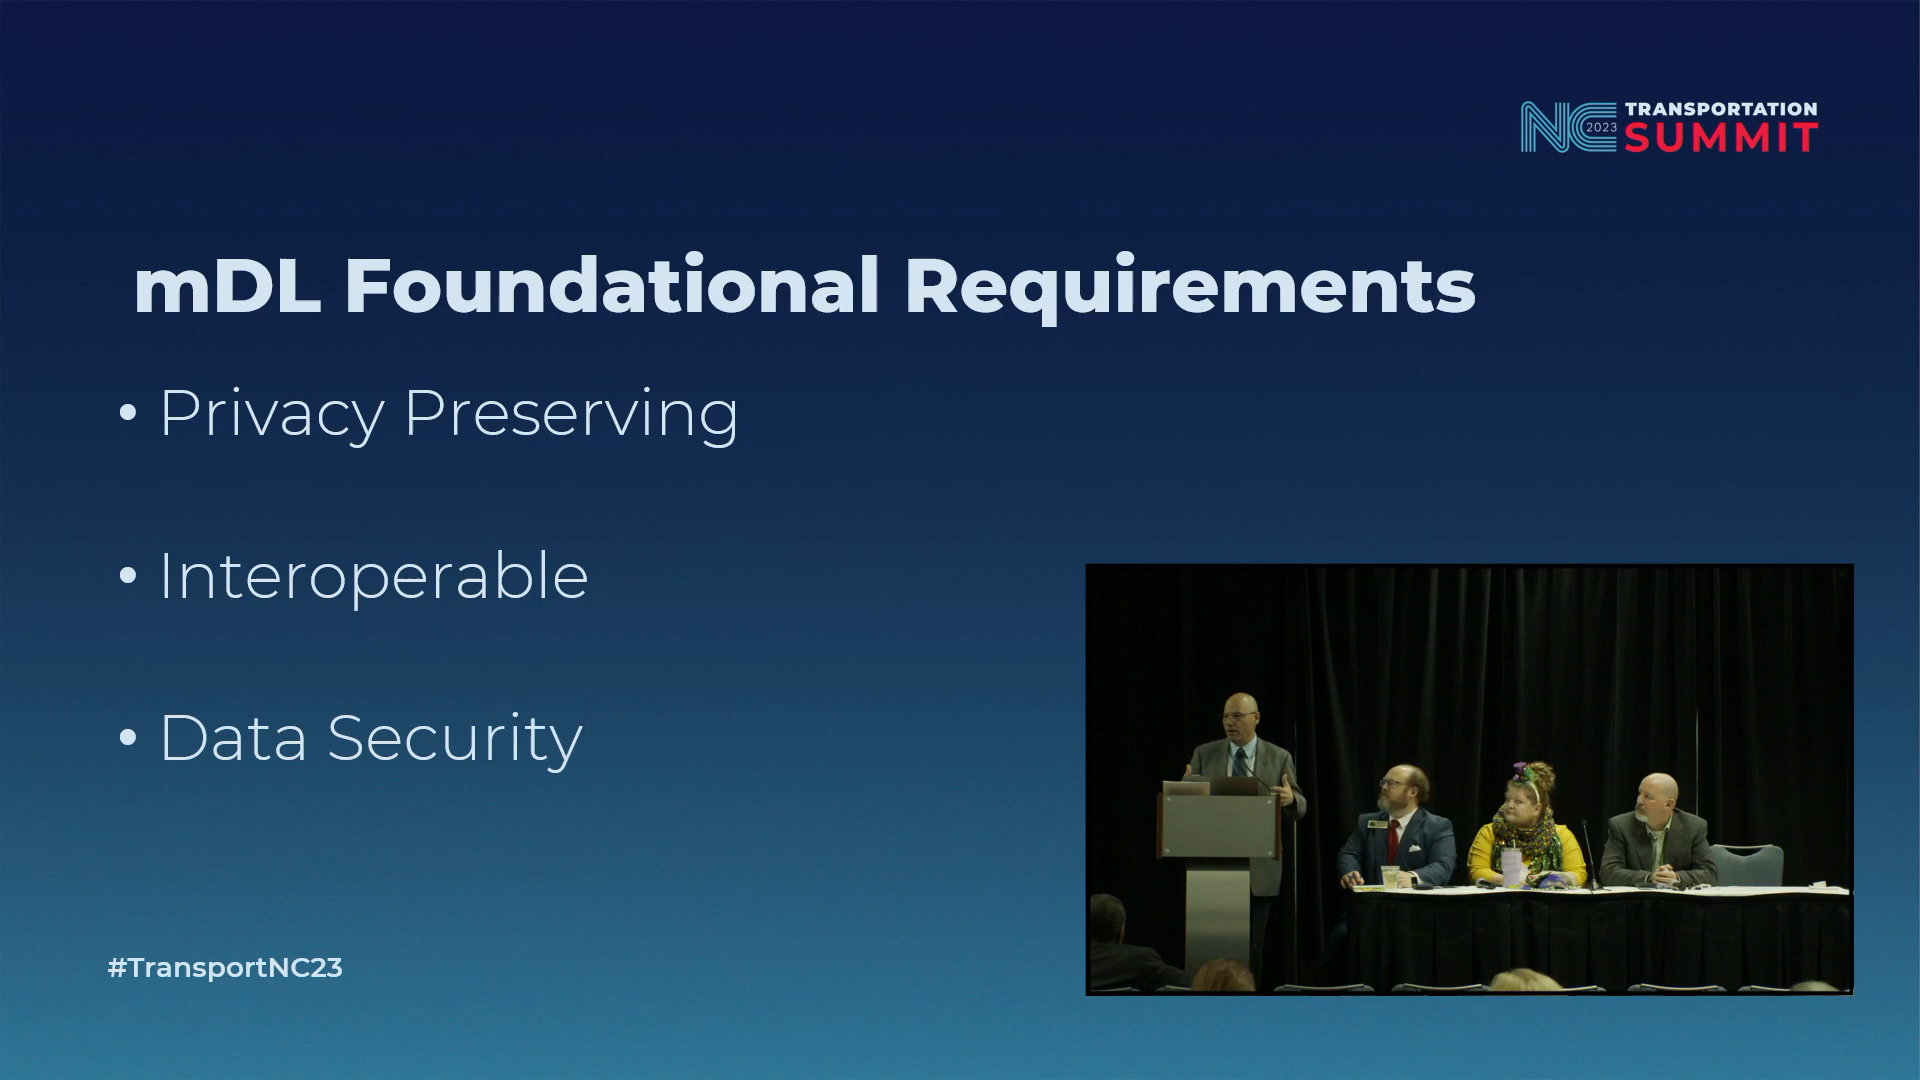 NC 2023 TRANSPORTATION
SUMMIT
mDL Foundational Requirements
• Privacy Preserving
• Interoperable
• Data Security
#TransportNC23